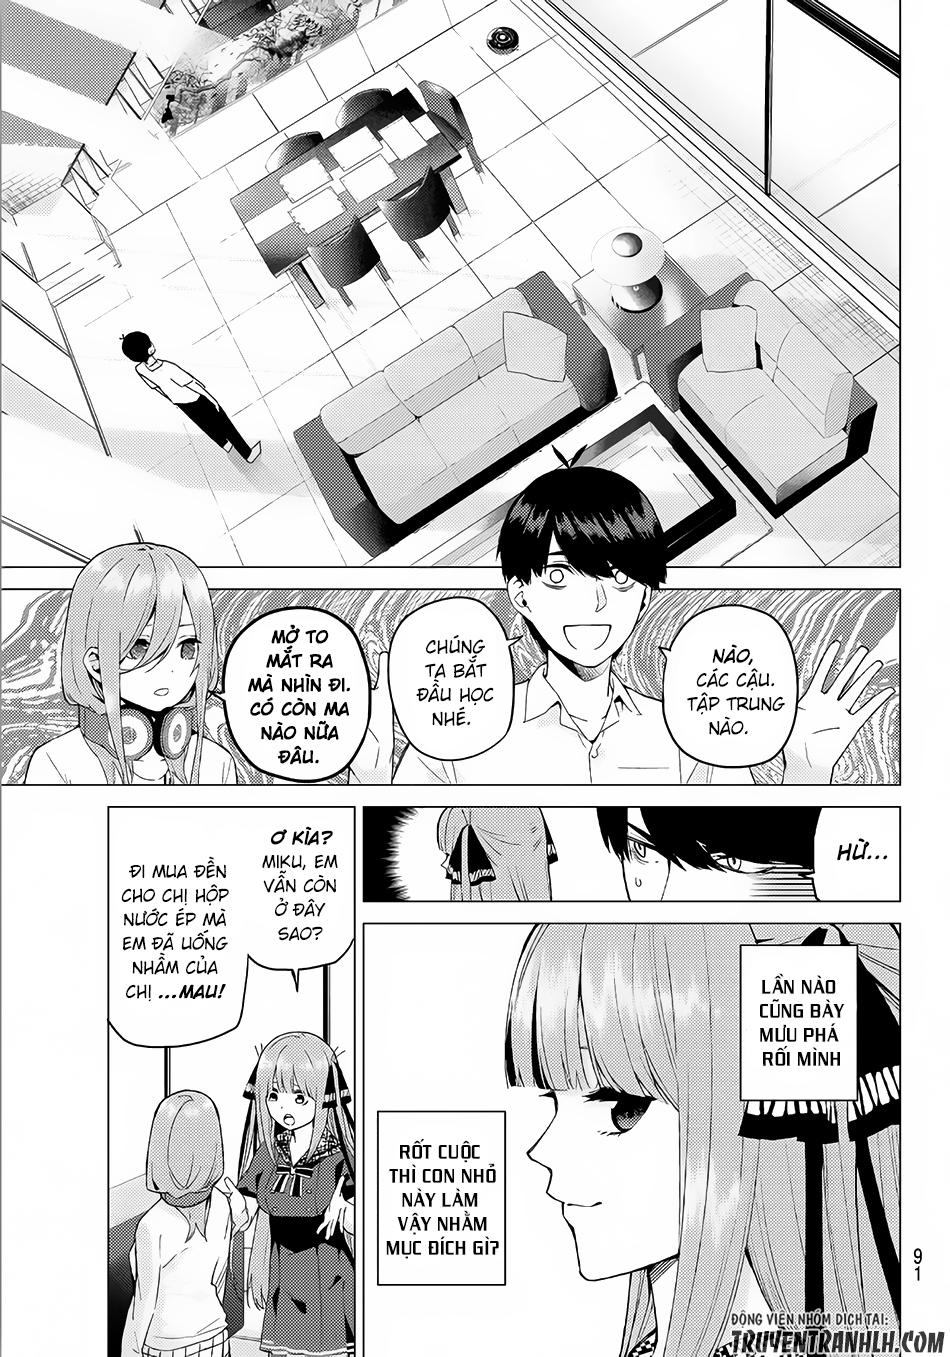 NÀO,
CÁC CẬU.
TẬP TRUNG
NÀO.
CHÚNG
TA BẮT
ĐẦU HỌC
NHÉ.
MỞ TO
MẮT RA
MÀ NHÌN ĐI.
CÓ CÒN MA
NÀO NỮA
ĐÂU.
HỪ...
LẦN NÀO
CŨNG BÀY
MƯU PHÁ
RỐI MÌNH
RỐT CUỘC
THÌ CON NHỎ
NÀY LÀM
VẬY NHẰM
MỤC ĐÍCH GÌ?
Ơ KÌA?
MIKU, EM
VẪN CÒN
Ở ĐÂY
SAO?
ĐI MUA ĐỀN
CHO CHỊ HỘP
NƯỚC ÉP MÀ
EM ĐÃ UỐNG
NHẦM CỦA
CHỊ ...MAU!
91
ĐỘNG VIÊN NHÓM DỊCH TẠI:
TRUYENTRANHLH.COM